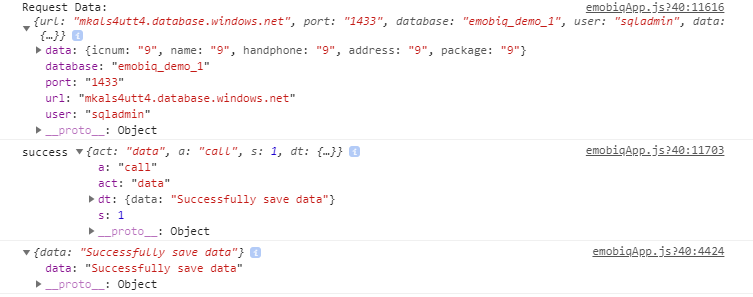 Request Data: emobiqApp.js?40:11616
{url: "mkals4utt4.database.windows.net", port: "1433", database: "emobiq_demo_1", user: "sqladmin", data:
{…}} i
data: {icnum: "9", name: "9", handphone: "9", address: "9", package: "9"}
database: "emobiq_demo_1"
port: "1433"
url: "mkals4utt4.database.windows.net"
user: "sqladmin"
__proto__: Object
success {act: "data", a: "call", s: 1, dt: {…}} i emobiqApp.js?40:11703
a: "call"
act: "data"
dt: {data: "Successfully save data"}
s: 1
__proto__: Object
{data: "Successfully save data"} i emobiqApp.js?40:4424
data: "Successfully save data"
__proto__: Object